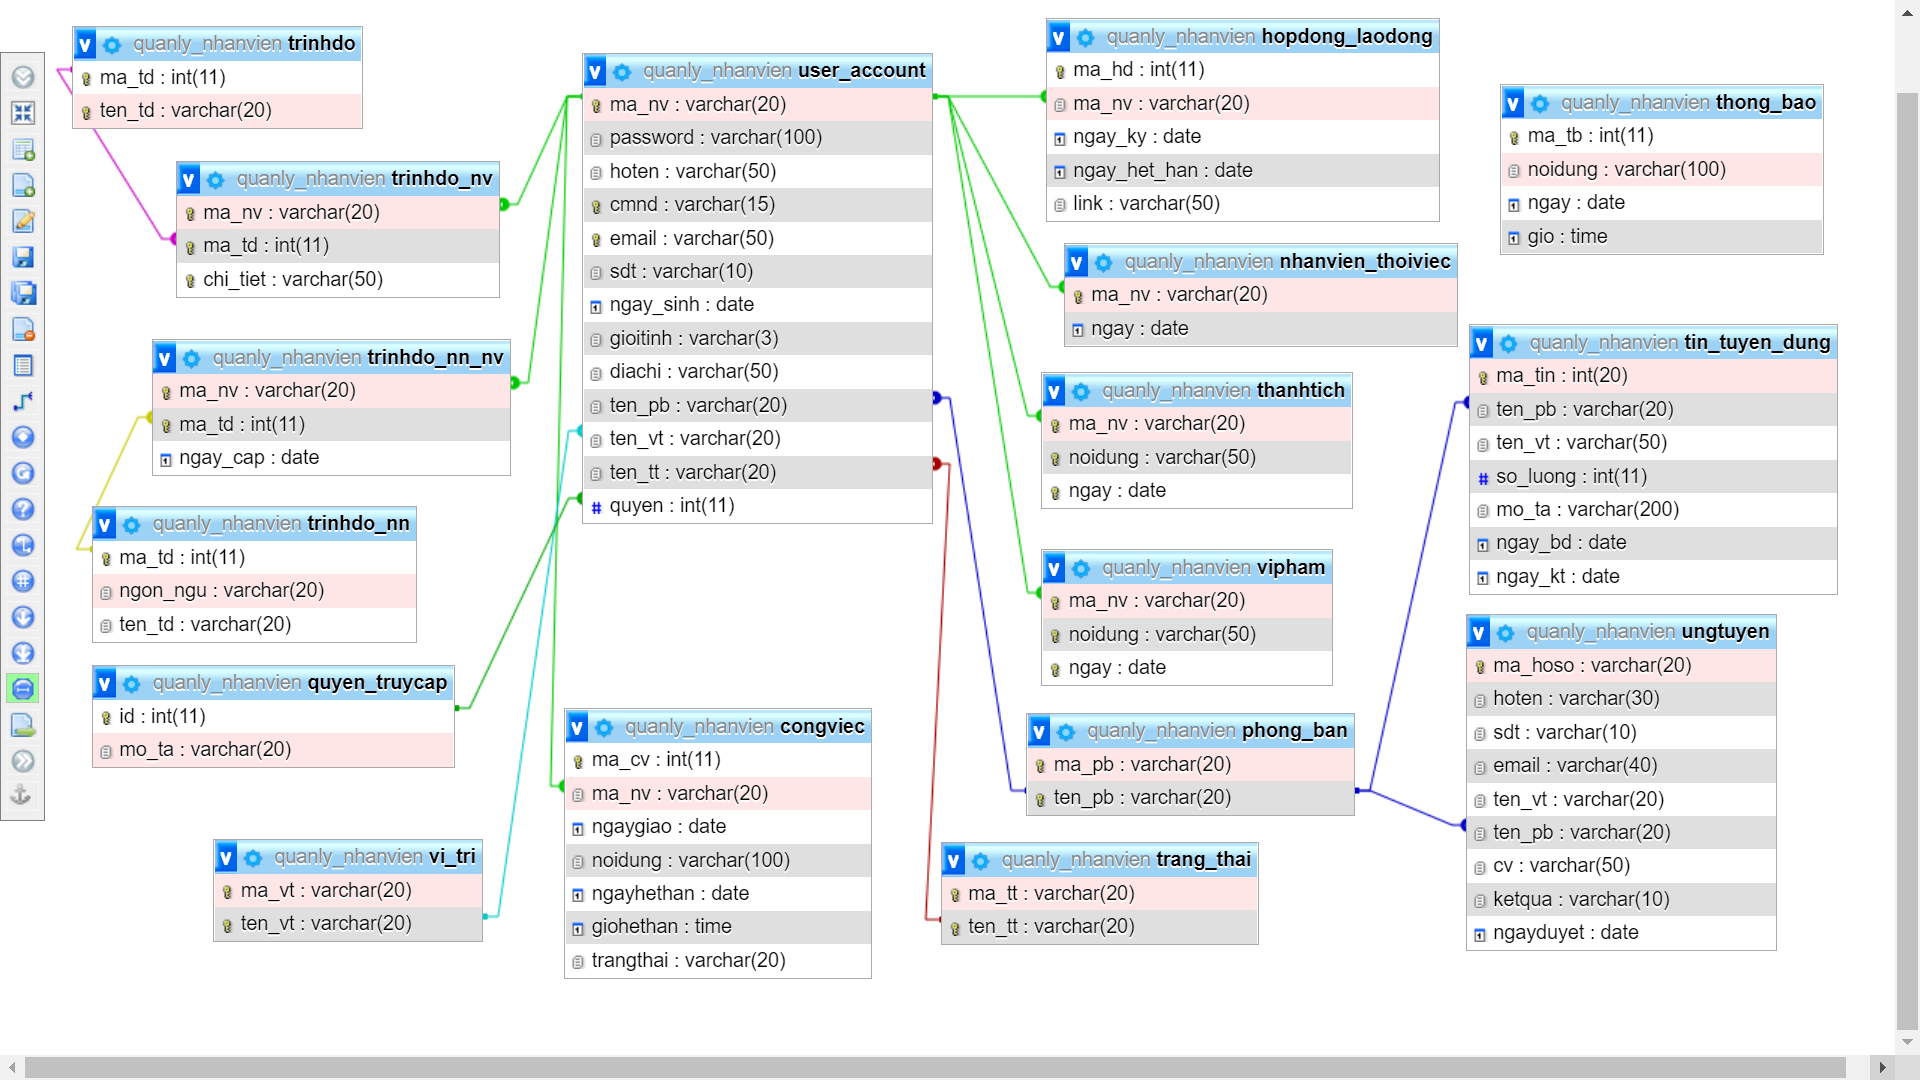 quanly_nhanvien trinhdo
ma_td : int(11)
ten_td : varchar(20)
quanly_nhanvien trinhdo_nv
ma_nv : varchar(20)
ma_td : int(11)
chi_tiet : varchar(50)
quanly_nhanvien trinhdo_nn_nv
ma_nv : varchar(20)
ma_td : int(11)
ngay_cap : date
quanly_nhanvien trinhdo_nn
ma_td : int(11)
ngon_ngu : varchar(20)
ten_td : varchar(20)
quanly_nhanvien quyen_truycap
id : int(11)
mo_ta : varchar(20)
quanly_nhanvien vi_tri
ma_vt : varchar(20)
ten_vt : varchar(20)
quanly_nhanvien user_account
ma_nv : varchar(20)
password : varchar(100)
hoten : varchar(50)
cmnd : varchar(15)
email : varchar(50)
sdt : varchar(10)
ngay_sinh : date
gioitinh : varchar(3)
diachi : varchar(50)
ten_pb : varchar(20)
ten_vt : varchar(20)
ten_tt : varchar(20)
quyen : int(11)
quanly_nhanvien congviec
ma_cv : int(11)
ma_nv : varchar(20)
ngaygiao : date
noidung : varchar(100)
ngayhethan : date
giohethan : time
trangthai : varchar(20)
quanly_nhanvien hopdong_laodong
ma_hd : int(11)
ma_nv : varchar(20)
ngay_ky : date
ngay_het_han : date
link : varchar(50)
quanly_nhanvien nhanvien_thoiviec
ma_nv : varchar(20)
ngay : date
quanly_nhanvien thanhtich
ma_nv : varchar(20)
noidung : varchar(50)
ngay : date
quanly_nhanvien vipham
ma_nv : varchar(20)
noidung : varchar(50)
ngay : date
quanly_nhanvien phong_ban
ma_pb : varchar(20)
ten_pb : varchar(20)
quanly_nhanvien trang_thai
ma_tt : varchar(20)
ten_tt : varchar(20)
quanly_nhanvien thong_bao
ma_tb : int(11)
noidung : varchar(100)
ngay : date
gio : time
quanly_nhanvien tin_tuyen_dung
ma_tin : int(20)
ten_pb : varchar(20)
ten_vt : varchar(50)
so_luong : int(11)
mo_ta : varchar(200)
ngay_bd : date
ngay_kt : date
quanly_nhanvien ungtuyen
ma_hoso : varchar(20)
hoten : varchar(30)
sdt : varchar(10)
email : varchar(40)
ten_vt : varchar(20)
ten_pb : varchar(20)
cv : varchar(50)
ketqua : varchar(10)
ngayduyet : date